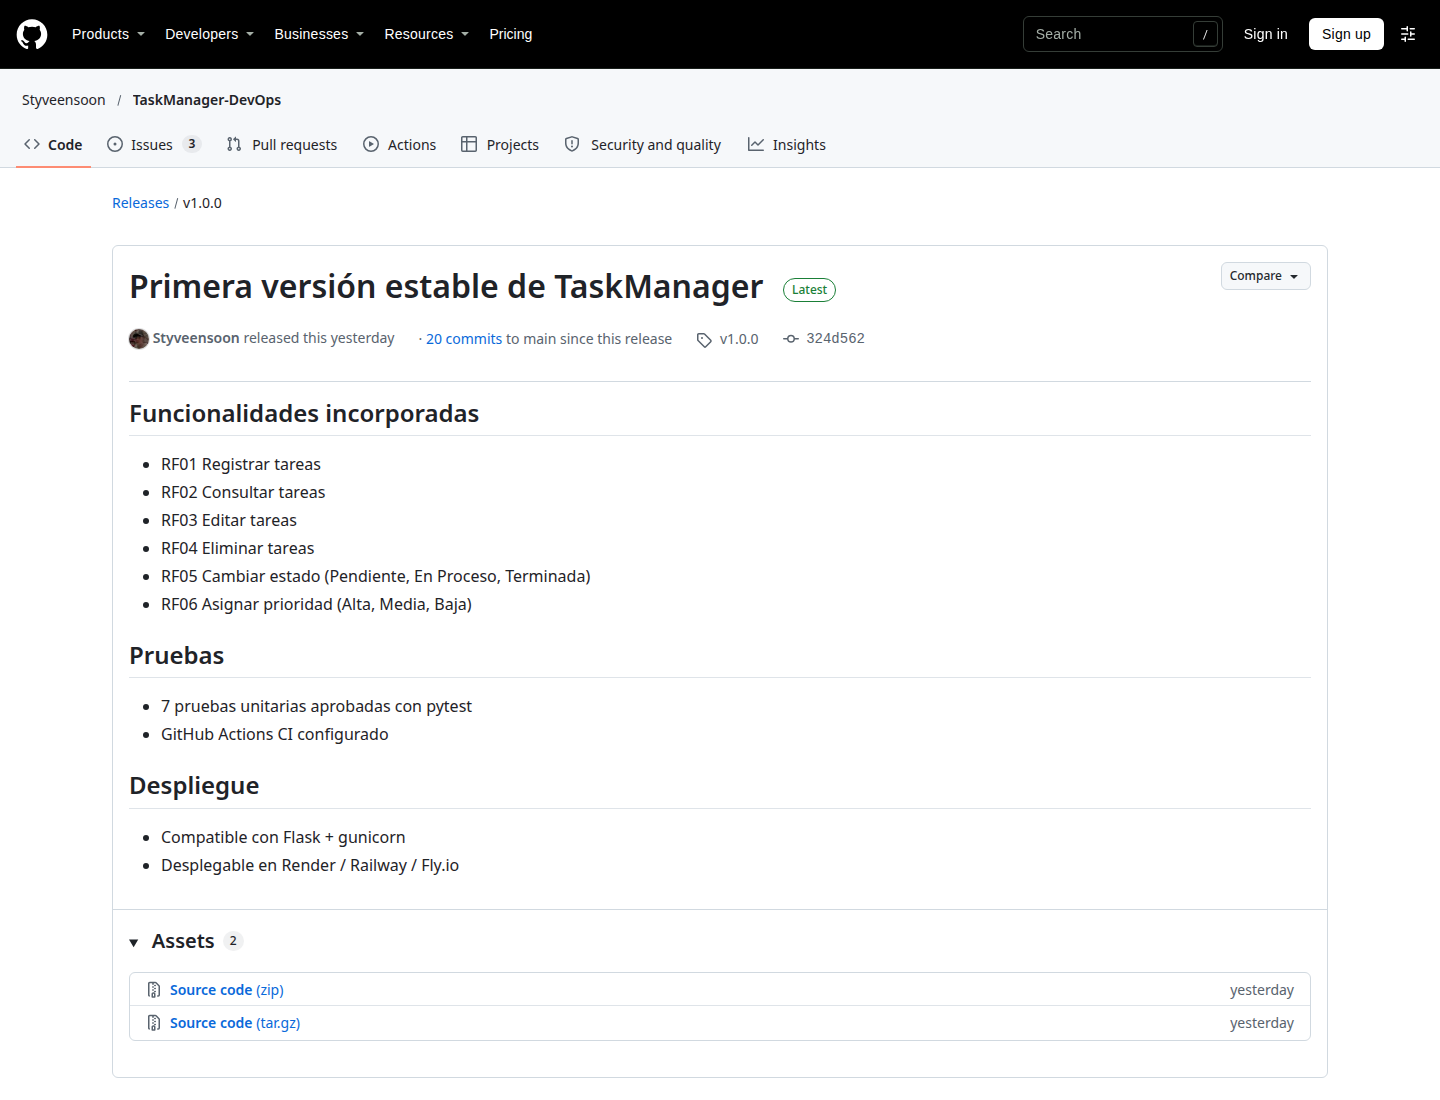 Products Developers Businesses Resources Pricing Search / Sign in Sign up
Styveensoon / TaskManager-DevOps
Code Issues 3 Pull requests Actions Projects Security and quality Insights
Releases / v1.0.0
Primera versión estable de TaskManager Latest Compare
Styveensoon released this yesterday · 20 commits to main since this release v1.0.0 324d562
Funcionalidades incorporadas
RF01 Registrar tareas
RF02 Consultar tareas
RF03 Editar tareas
RF04 Eliminar tareas
RF05 Cambiar estado (Pendiente, En Proceso, Terminada)
RF06 Asignar prioridad (Alta, Media, Baja)
Pruebas
7 pruebas unitarias aprobadas con pytest
GitHub Actions CI configurado
Despliegue
Compatible con Flask + gunicorn
Desplegable en Render / Railway / Fly.io
Assets 2
Source code (zip) yesterday
Source code (tar.gz) yesterday